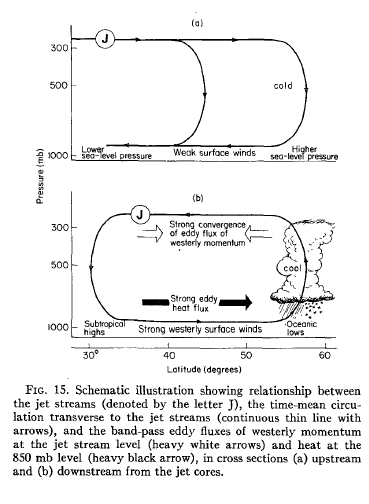 (a)
J
300
500
cold
Lower
sea-level pressure
Weak surface winds
Higher
sea-level pressure
1000
Pressure (mb)
(b)
J
300
Strong convergence
of eddy flux of
westerly momentum
500
cool
Strong eddy
heat flux
Subtropical
highs
Strong westerly surface winds
Oceanic
lows
1000
30°
40
50
60
Latitude (degrees)
FIG. 15. Schematic illustration showing relationship between
the jet streams (denoted by the letter J), the time-mean circu-
lation transverse to the jet streams (continuous thin line with
arrows), and the band-pass eddy fluxes of westerly momentum
at the jet stream level (heavy white arrows) and heat at the
850 mb level (heavy black arrow), in cross sections (a) upstream
and (b) downstream from the jet cores.